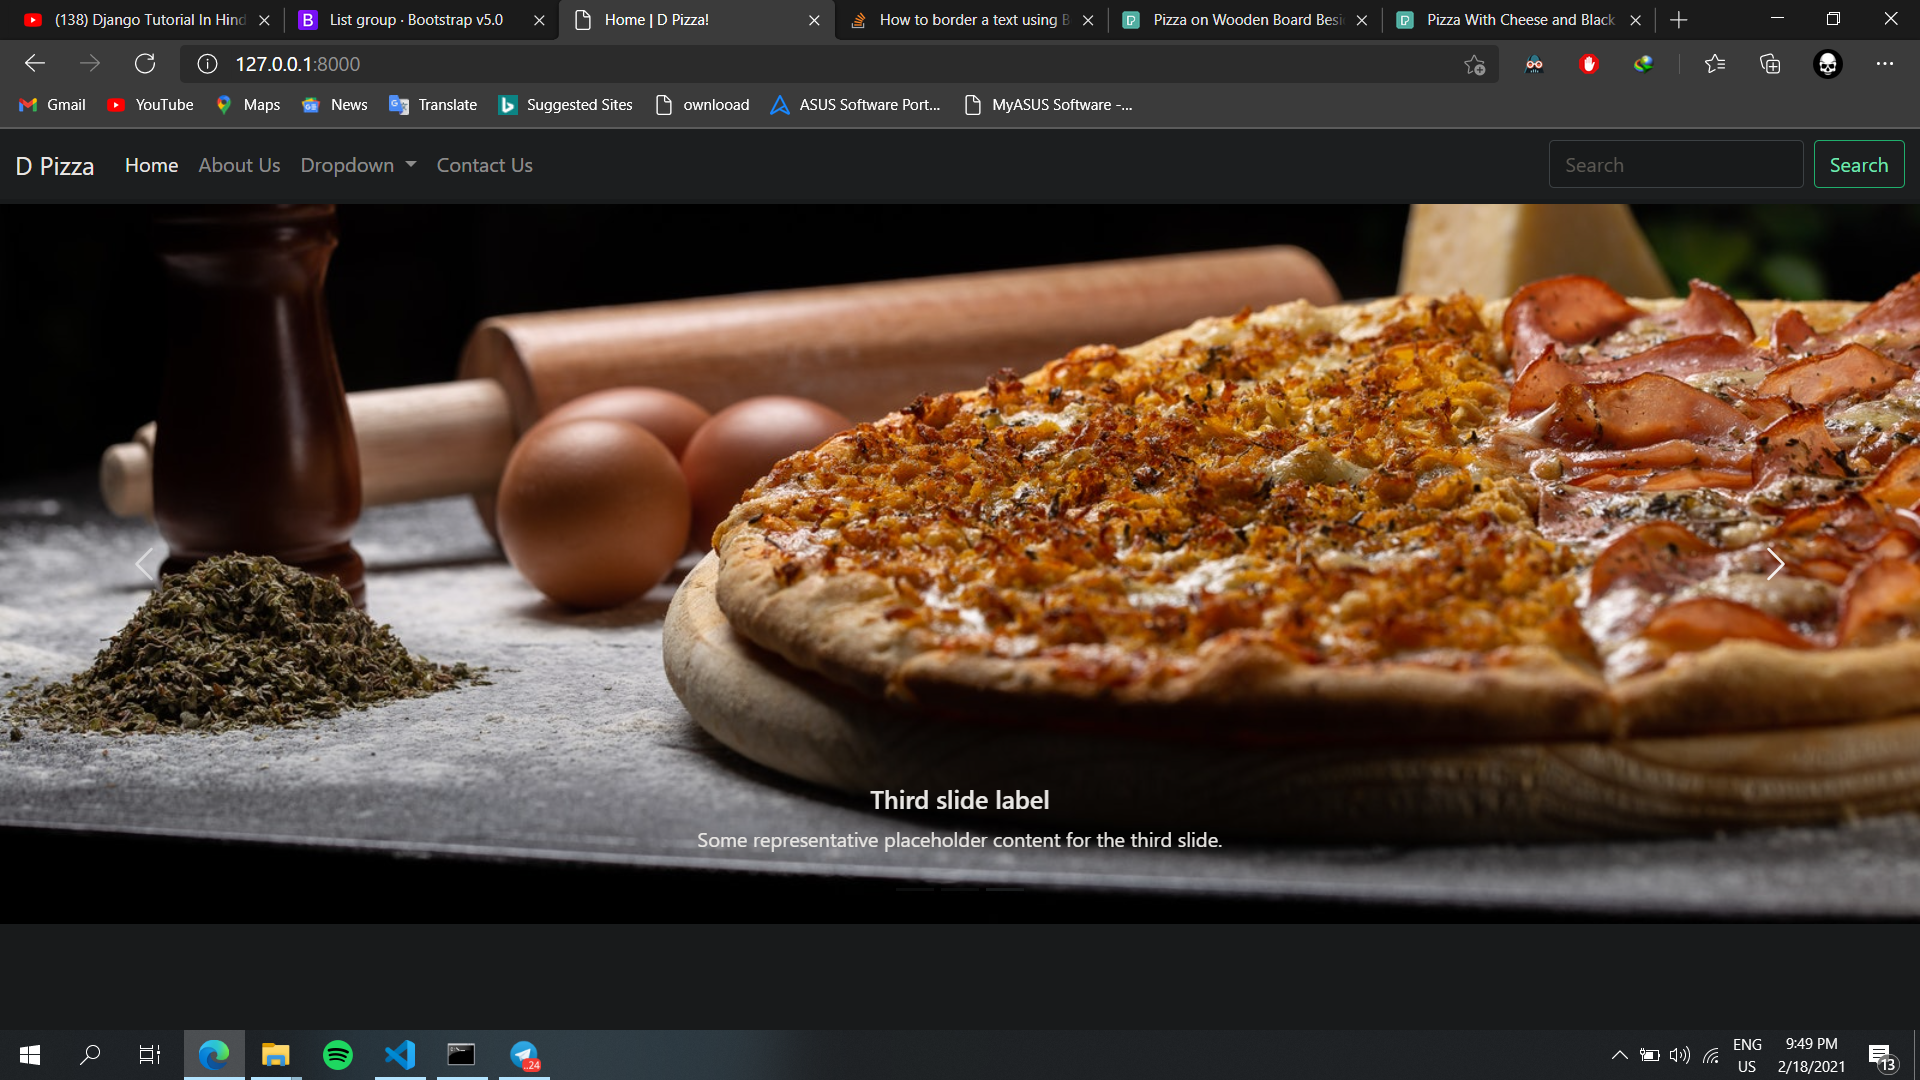 (138) Django Tutorial In Hind
List group · Bootstrap v5.0
Home | D Pizza!
How to border a text using B
Pizza on Wooden Board Besi
Pizza With Cheese and Black
127.0.0.1:8000
Gmail
YouTube
Maps
News
Translate
Suggested Sites
ownlooad
ASUS Software Port...
MyASUS Software -...
D Pizza
Home
About Us
Dropdown
Contact Us
Search
Search
Third slide label
Some representative placeholder content for the third slide.
..24
ENG
US
9:49 PM
2/18/2021
13